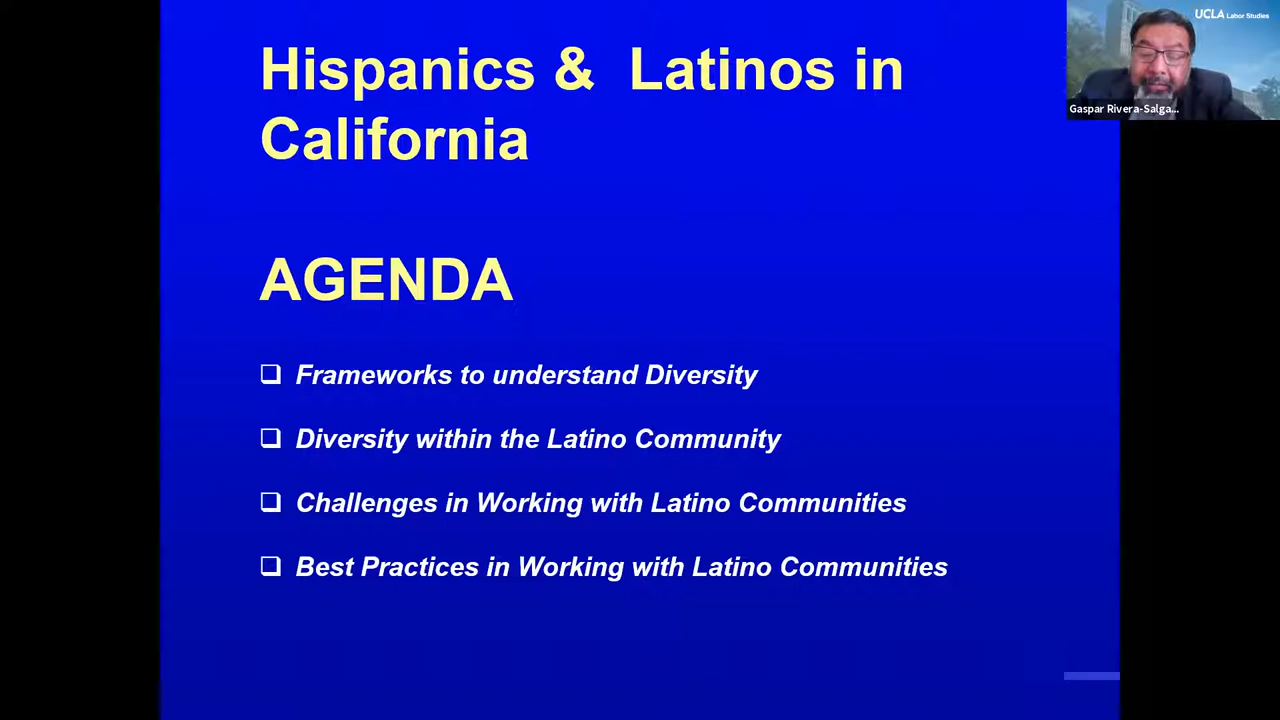 Hispanics & Latinos in
California
AGENDA
❑ Frameworks to understand Diversity
❑ Diversity within the Latino Community
❑ Challenges in Working with Latino Communities
❑ Best Practices in Working with Latino Communities
UCLA Labor Studies
Gaspar Rivera-Salga...